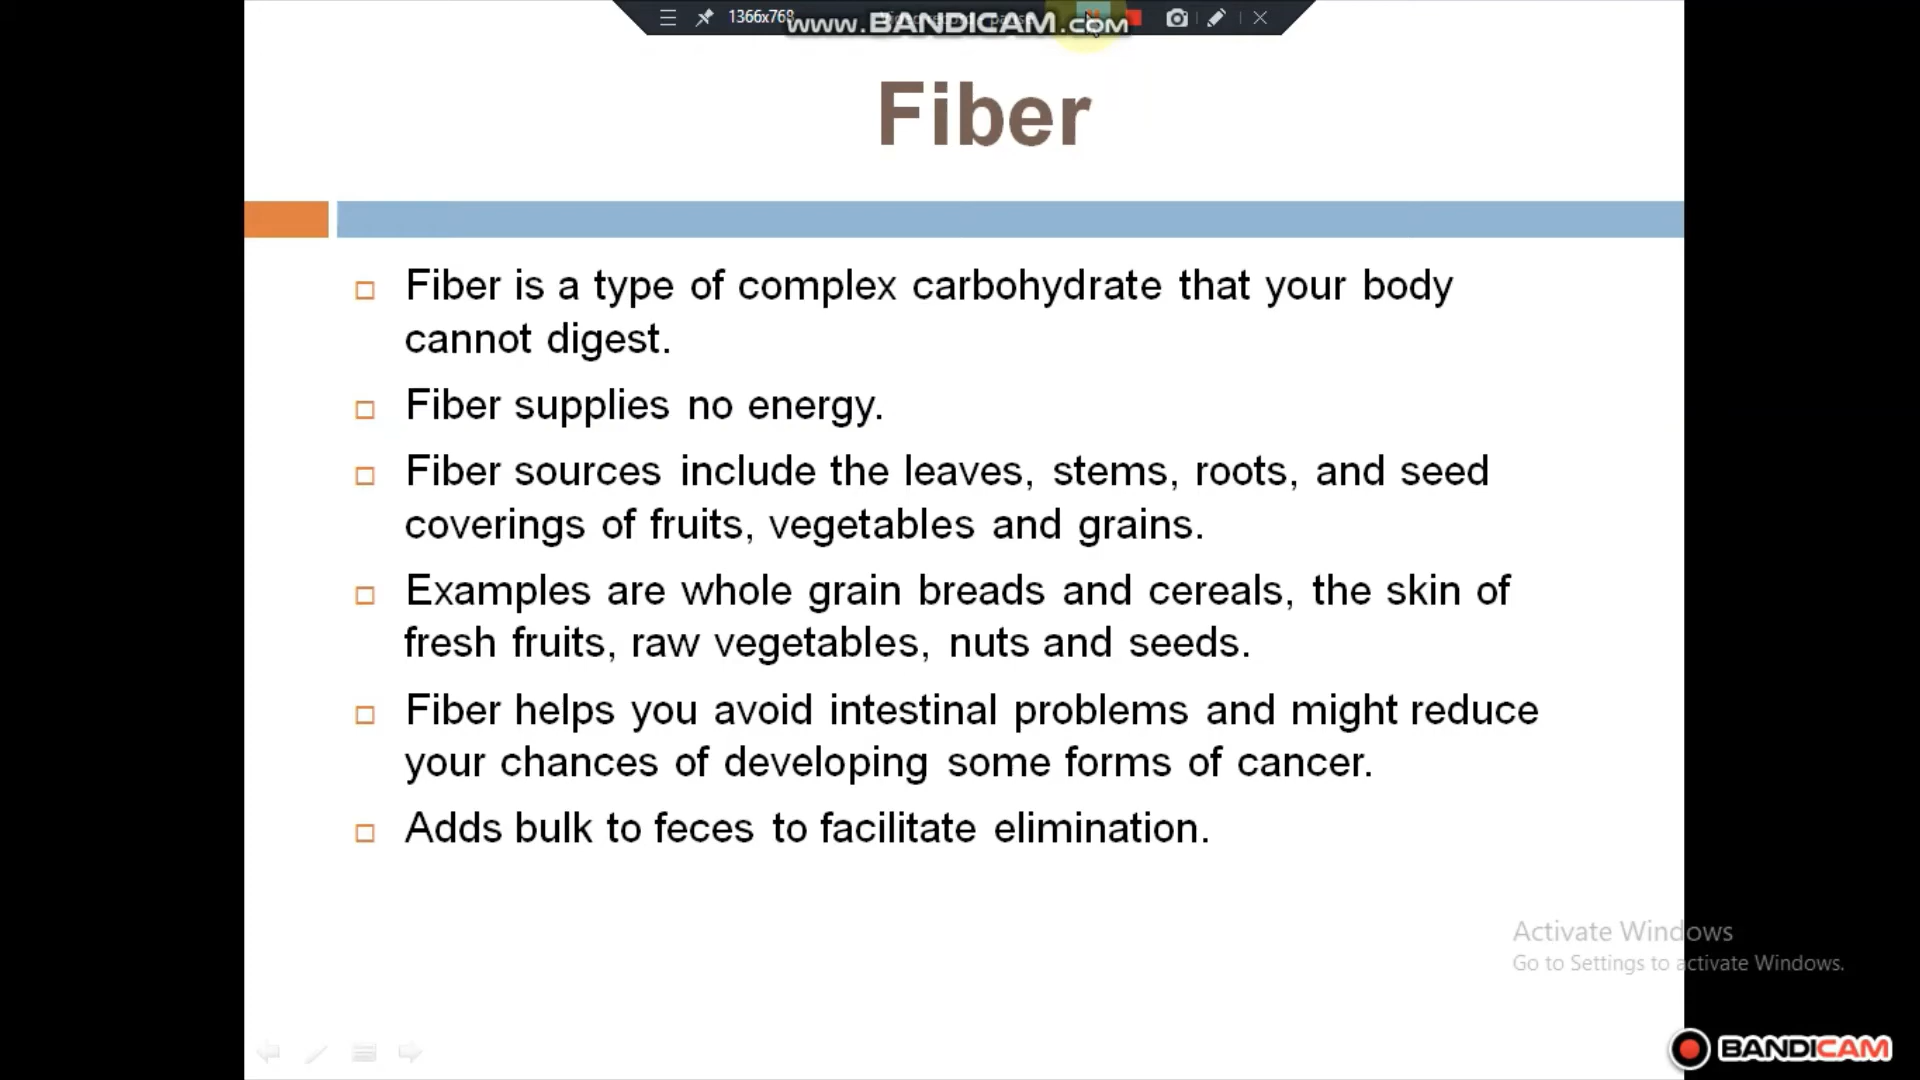 1366x768
www.BANDICAM.com
Fiber
Fiber is a type of complex carbohydrate that your body
cannot digest.
Fiber supplies no energy.
Fiber sources include the leaves, stems, roots, and seed
coverings of fruits, vegetables and grains.
Examples are whole grain breads and cereals, the skin of
fresh fruits, raw vegetables, nuts and seeds.
Fiber helps you avoid intestinal problems and might reduce
your chances of developing some forms of cancer.
Adds bulk to feces to facilitate elimination.
Activate Windows
Go to Settings to activate Windows.
BANDICAM